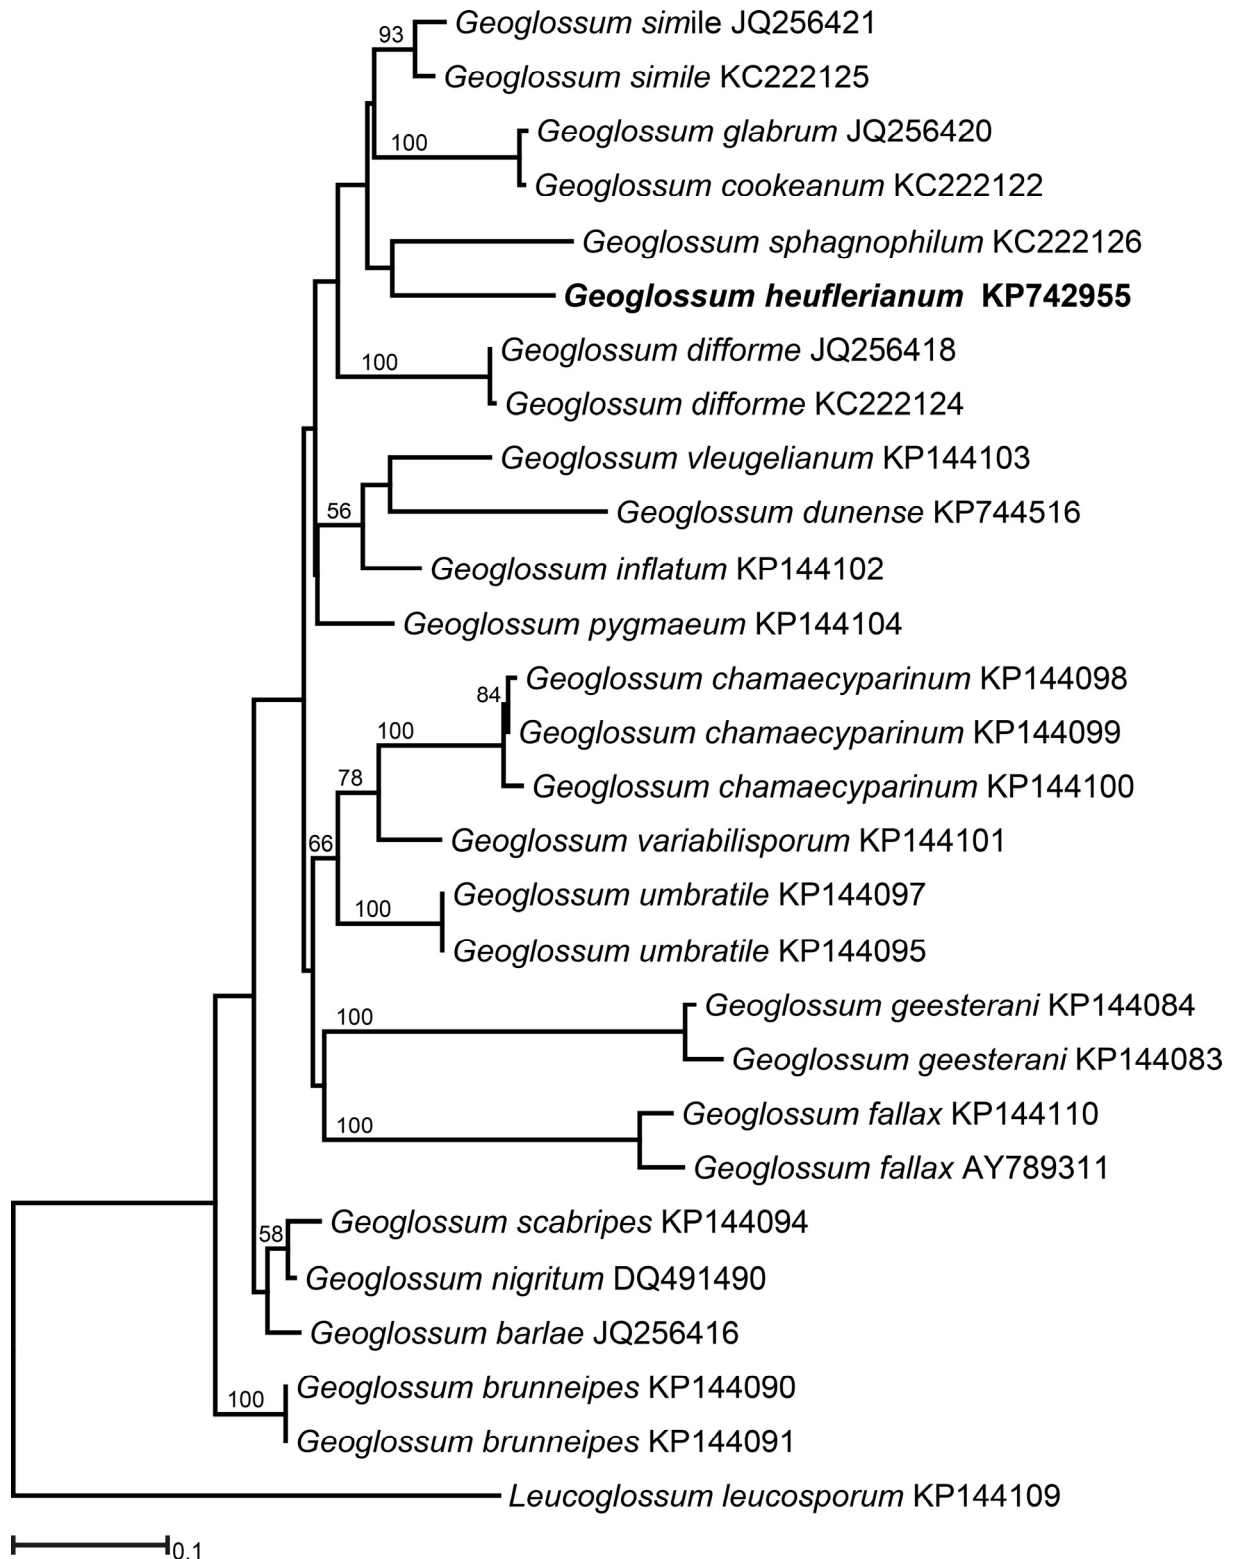 93
Geoglossum simile JQ256421
Geoglossum simile KC222125
100
Geoglossum glabrum JQ256420
Geoglossum cookeanum KC222122
Geoglossum sphagnophilum KC222126
Geoglossum heuflerianum KP742955
100
Geoglossum difforme JQ256418
Geoglossum difforme KC222124
Geoglossum vleugelianum KP144103
56
Geoglossum dunense KP744516
Geoglossum inflatum KP144102
Geoglossum pygmaeum KP144104
84
Geoglossum chamaecyparinum KP144098
100
Geoglossum chamaecyparinum KP144099
78
Geoglossum chamaecyparinum KP144100
66
Geoglossum variabilisporum KP144101
100
Geoglossum umbratile KP144097
Geoglossum umbratile KP144095
100
Geoglossum geesterani KP144084
Geoglossum geesterani KP144083
100
Geoglossum fallax KP144110
Geoglossum fallax AY789311
58
Geoglossum scabripes KP144094
Geoglossum nigritum DQ491490
Geoglossum barlae JQ256416
100
Geoglossum brunneipes KP144090
Geoglossum brunneipes KP144091
Leucoglossum leucosporum KP144109
0.1